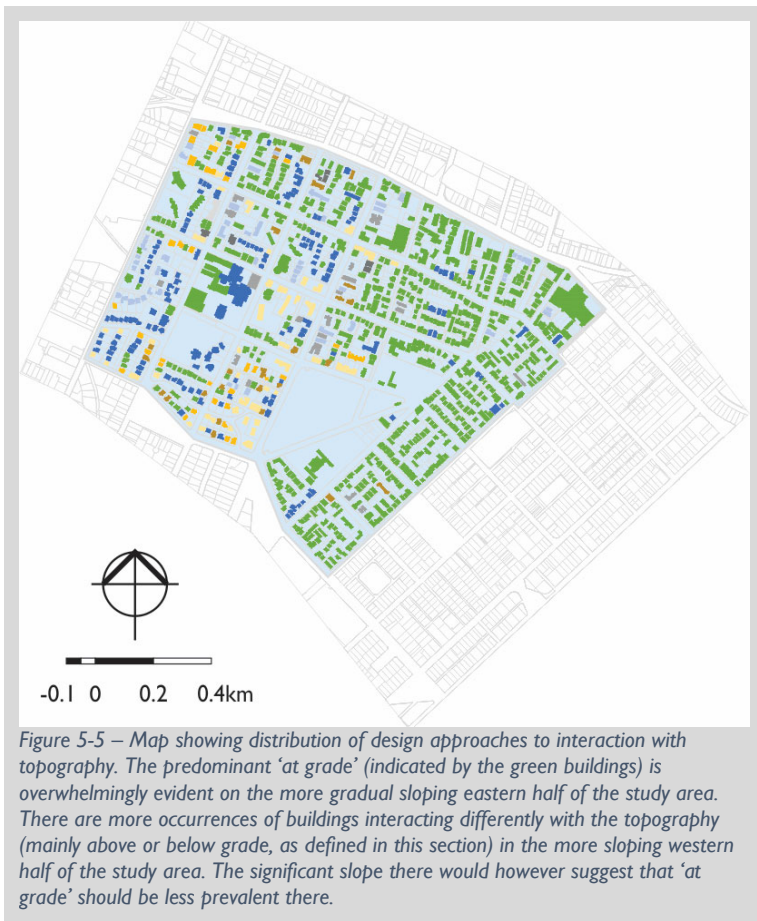 -0.1 0 0.2 0.4km
Figure 5-5 – Map showing distribution of design approaches to interaction with
topography. The predominant ‘at grade’ (indicated by the green buildings) is
overwhelmingly evident on the more gradual sloping eastern half of the study area.
There are more occurrences of buildings interacting differently with the topography
(mainly above or below grade, as defined in this section) in the more sloping western
half of the study area. The significant slope there would however suggest that ‘at
grade’ should be less prevalent there.